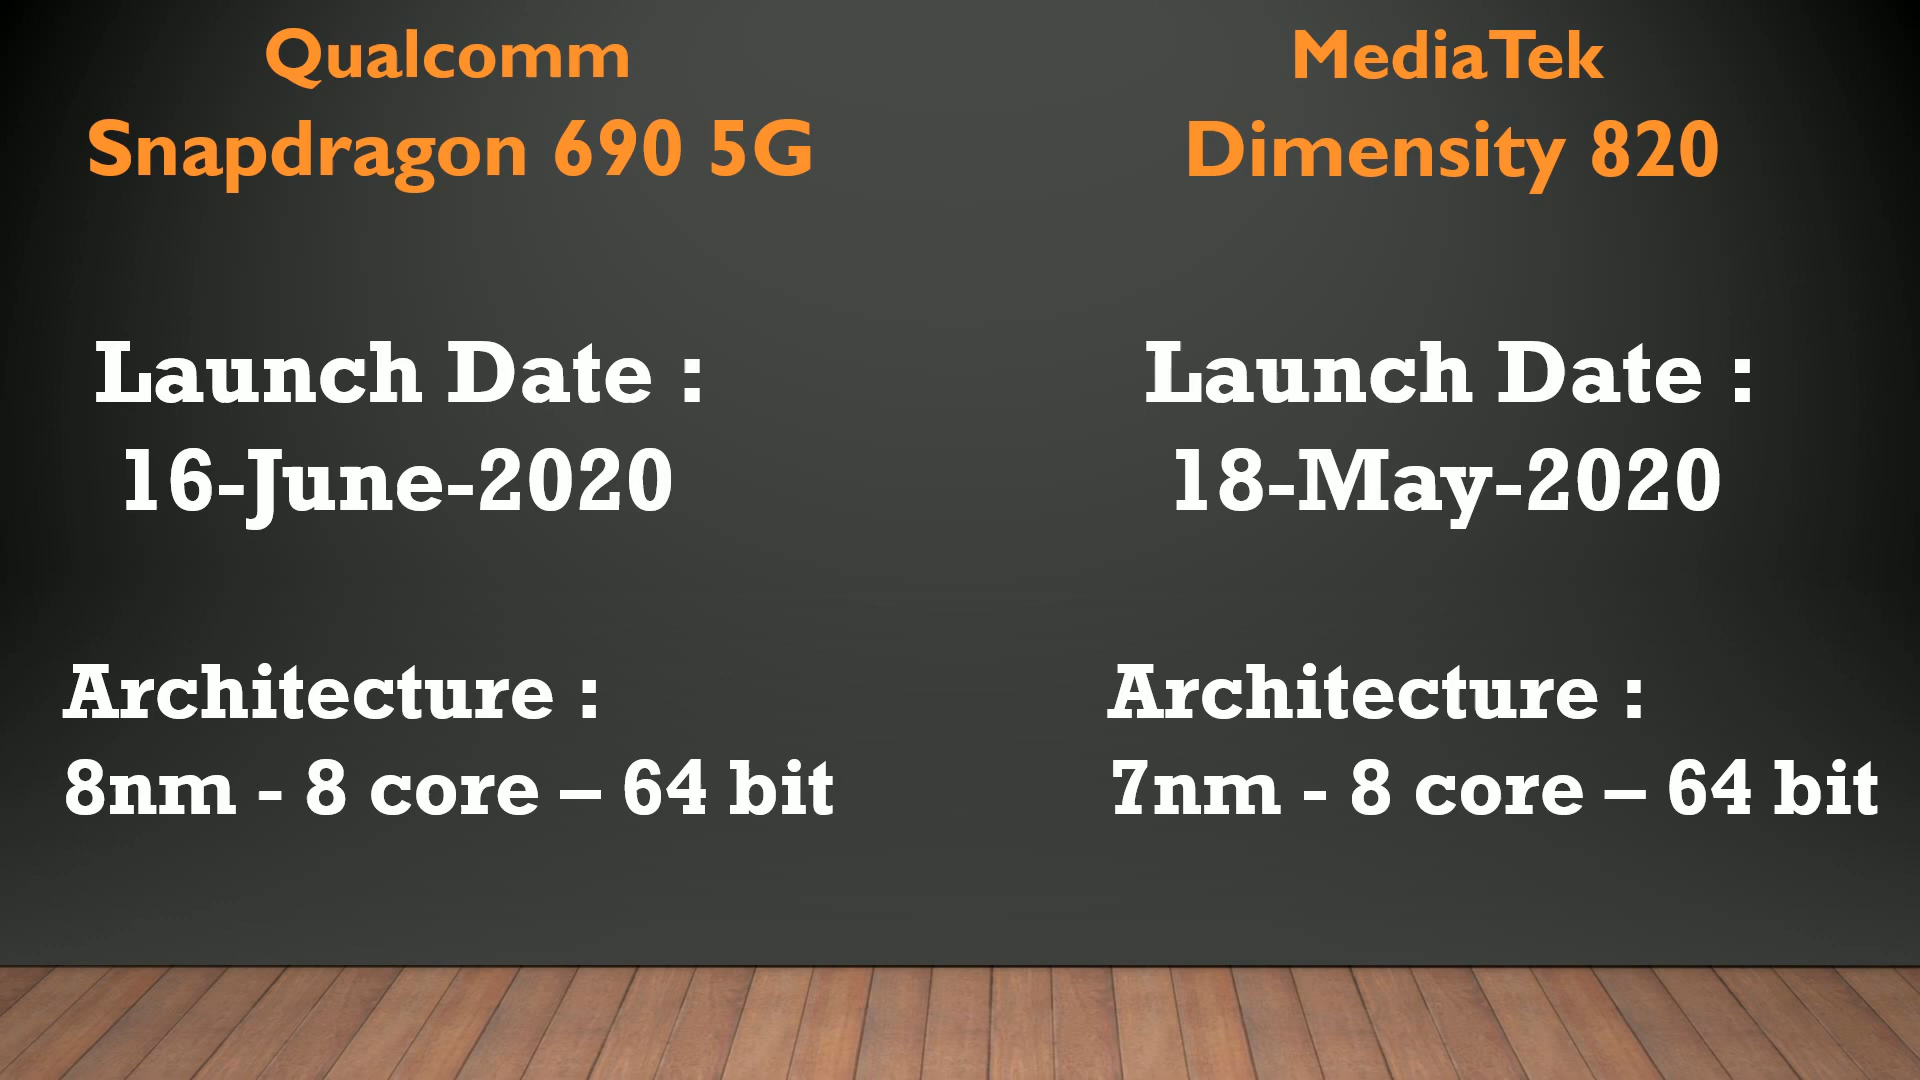 Qualcomm
Snapdragon 690 5G
Launch Date :
16-June-2020
Architecture :
8nm - 8 core – 64 bit
MediaTek
Dimensity 820
Launch Date :
18-May-2020
Architecture :
7nm - 8 core – 64 bit